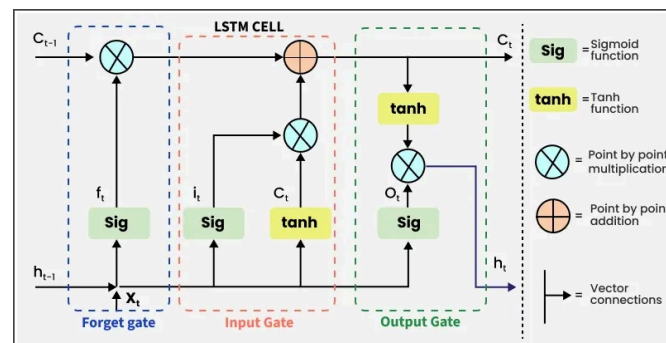 LSTM CELL
Cₜ₋₁
Cₜ
tanh
fₜ
iₜ
Cₜ
Oₜ
Sig
Sig
tanh
Sig
hₜ₋₁
Xₜ
hₜ
Forget gate
Input Gate
Output Gate
Sig
=Sigmoid
function
tanh
=Tanh
function
= Point by point
multiplication
= Point by point
addition
= Vector
connections